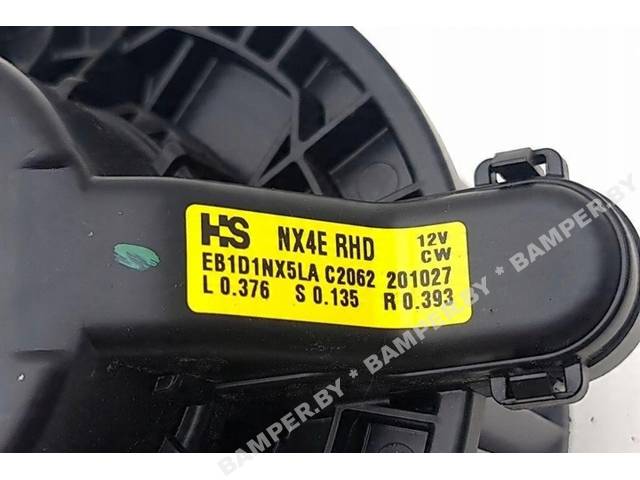 HS NX4E RHD 12V CW
EB1D1NX5LA C2062 201027
L 0.376 S 0.135 R 0.393
BAMPER.BY * BAMPER.BY * BAMPER.BY